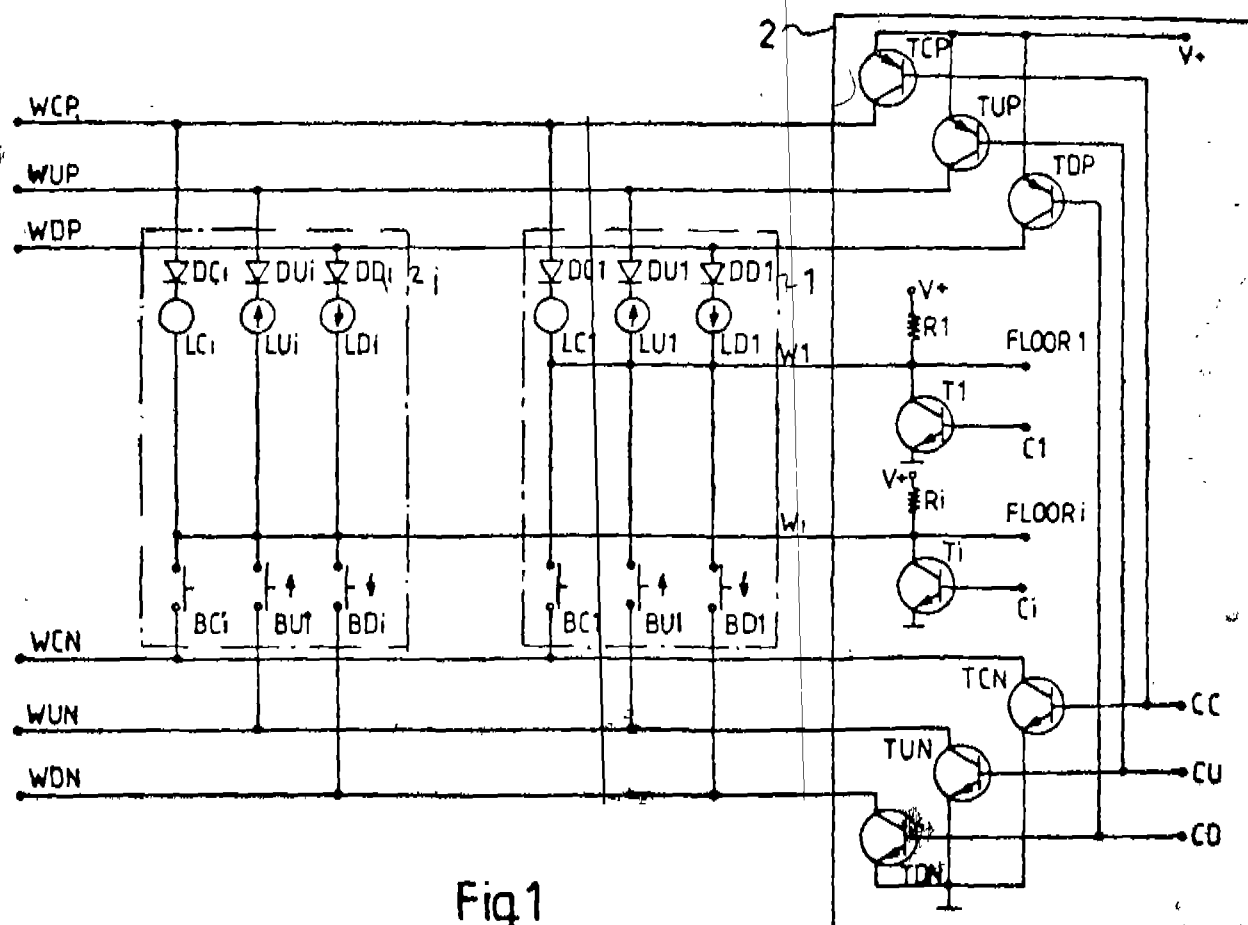 2
TCP
V+
WCP
TUP
WUP
TDP
WDP
DCi
DUi
DDi
i
DC1
DU1
DD1
1
V+
R1
FLOOR 1
LCi
LUi
LDi
LC1
LU1
LD1
W1
T1
C1
V+
Ri
FLOOR i
Wi
Ti
Ci
BCi
BUi
BDi
BC1
BU1
BD1
WCN
TCN
CC
WUN
TUN
CU
WDN
CD
TDN
Fig.1